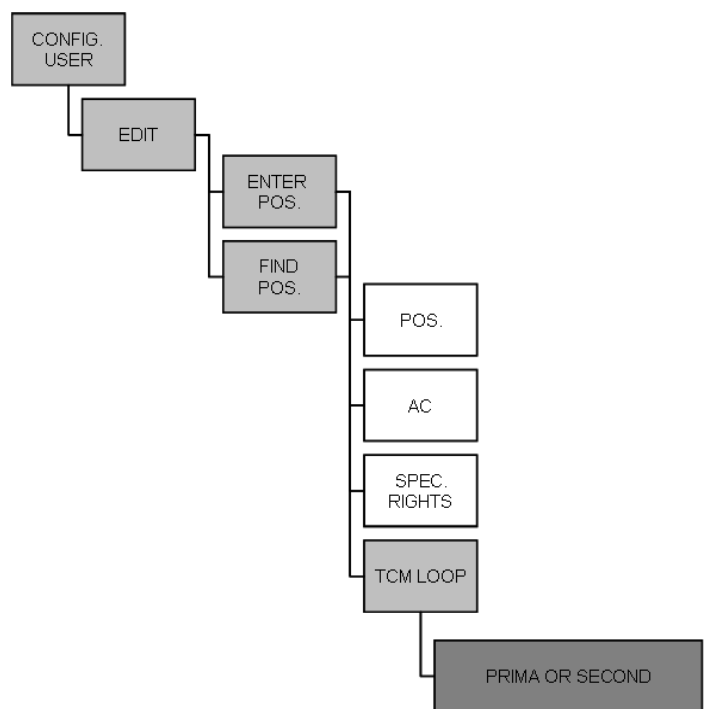 CONFIG.
USER
EDIT
ENTER
POS.
FIND
POS.
POS.
AC
SPEC.
RIGHTS
TCM LOOP
PRIMA OR SECOND